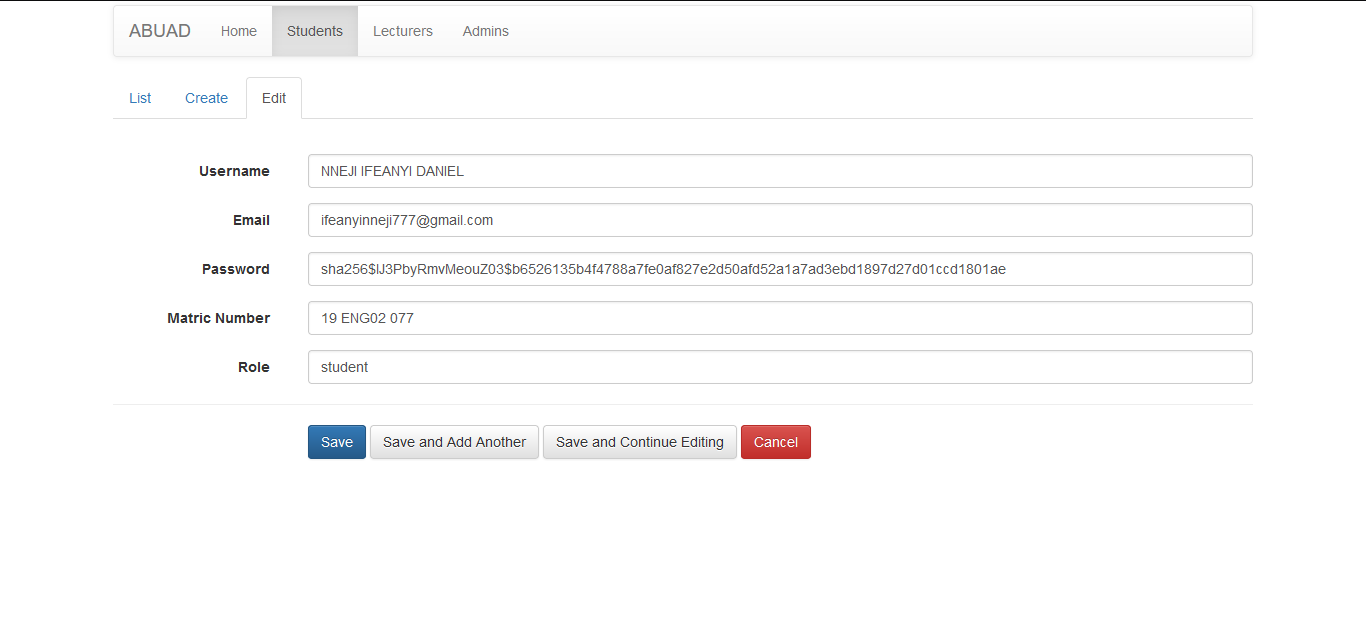 ABUAD Home Students Lecturers Admins
List Create Edit
Username NNEJI IFEANYI DANIEL
Email ifeanyinneji777@gmail.com
Password sha256$lJ3PbyRmvMeouZ03$b6526135b4f4788a7fe0af827e2d50afd52a1a7ad3ebd1897d27d01ccd1801ae
Matric Number 19 ENG02 077
Role student
Save Save and Add Another Save and Continue Editing Cancel